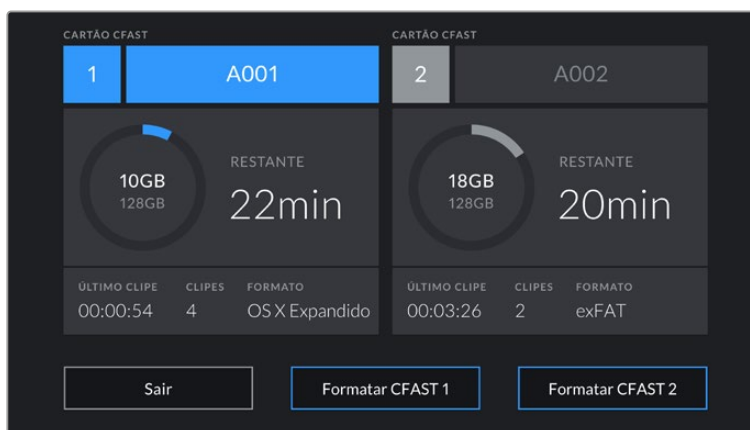 CARTÃO CFAST
1 A001
10GB
128GB
RESTANTE
22min
ÚLTIMO CLIPE CLIPES FORMATO
00:00:54 4 OS X Expandido
CARTÃO CFAST
2 A002
18GB
128GB
RESTANTE
20min
ÚLTIMO CLIPE CLIPES FORMATO
00:03:26 2 exFAT
Sair Formatar CFAST 1 Formatar CFAST 2